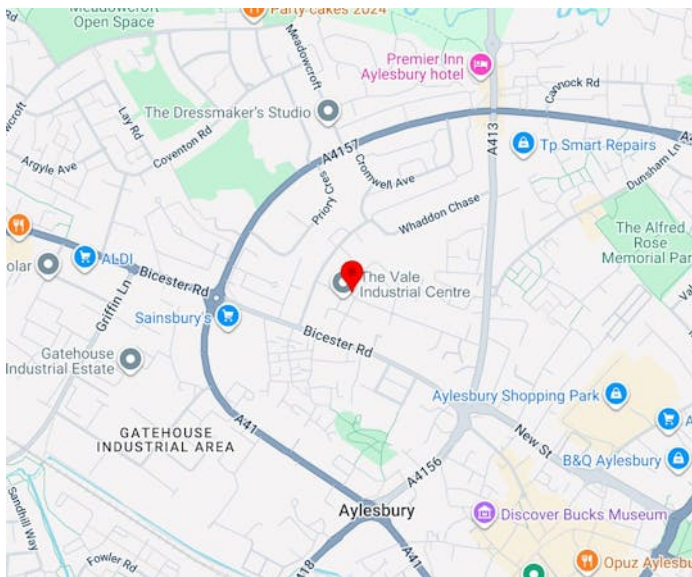 Meadowcroft
Open Space
Party cakes 2024
Meadowcroft
Premier Inn
Aylesbury hotel
Cannock Rd
Lay Rd
The Dressmaker's Studio
Coventon Rd
A4157
A413
Tp Smart Repairs
Argyle Ave
Cromwell Ave
Dunsham Ln
Priory Cres
Whaddon Chase
The Alfred
Rose
Memorial Par
olar
ALDI
Bicester Rd
The Vale
Industrial Centre
Griffin Ln
Sainsbury's
Bicester Rd
Gatehouse
Industrial Estate
Aylesbury Shopping Park
A41
GATEHOUSE
INDUSTRIAL AREA
New St
B&Q Aylesbury
A4156
Sandhill Way
Aylesbury
Discover Bucks Museum
A41
Fowler Rd
Opuz Aylesbu